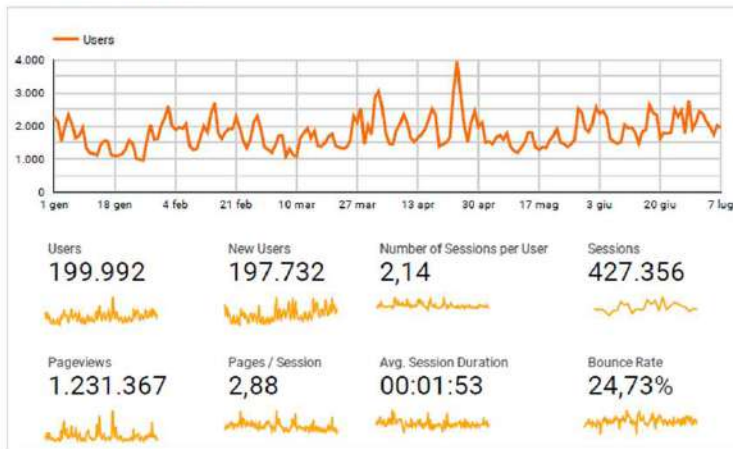 Users
4.000
3.000
2.000
1.000
0
1 gen 18 gen 4 feb 21 feb 10 mar 27 mar 13 apr 30 apr 17 mag 3 giu 20 giu 7 lug
Users New Users Number of Sessions per User Sessions
199.992 197.732 2,14 427.356
Pageviews Pages / Session Avg. Session Duration Bounce Rate
1.231.367 2,88 00:01:53 24,73%